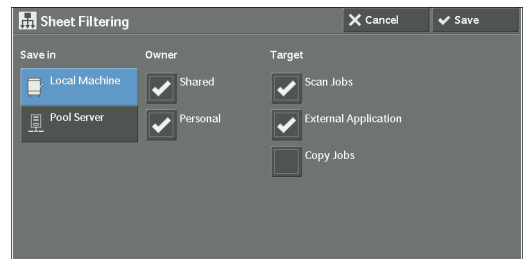 Sheet Filtering
Cancel
Save
Save in
Owner
Target
Local Machine
Shared
Scan Jobs
Pool Server
Personal
External Application
Copy Jobs